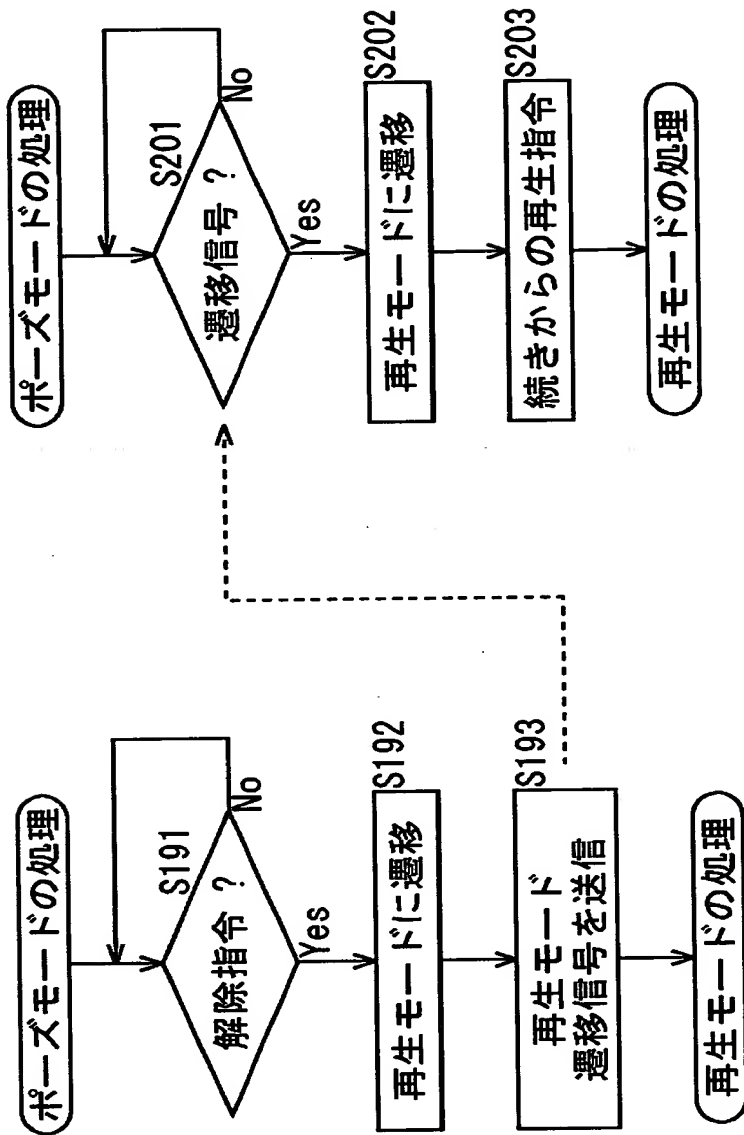 ポーズモードの処理
S191
解除指令 ?
No
Yes
S192
再生モードに遷移
S193
再生モード
遷移信号を送信
再生モードの処理
ポーズモードの処理
S201
遷移信号 ?
No
Yes
S202
再生モードに遷移
S203
続きからの再生指令
再生モードの処理